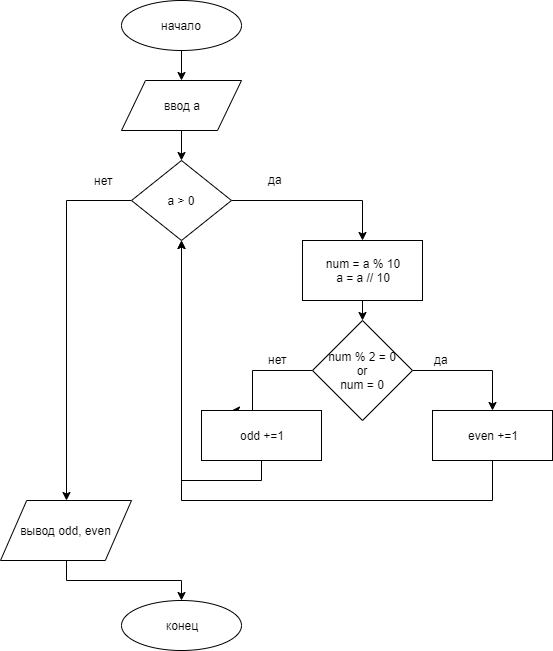 начало
ввод a
a > 0
нет
да
num = a % 10
a = a // 10
num % 2 = 0
or
num = 0
нет
да
odd +=1
even +=1
вывод odd, even
конец